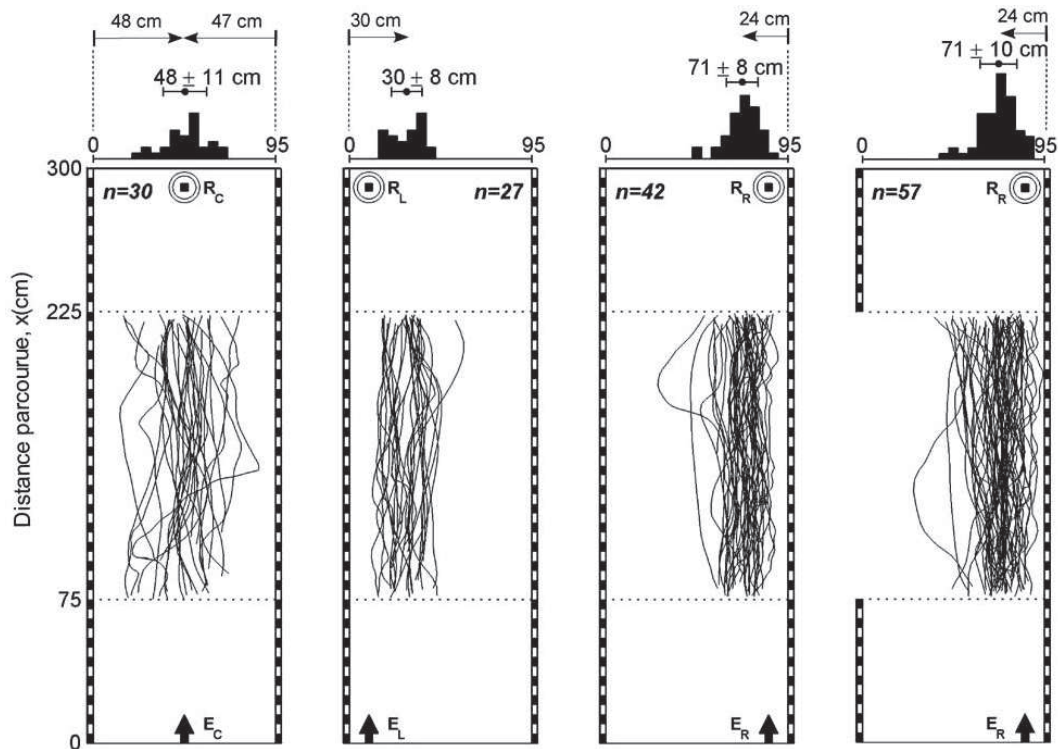 48 cm 47 cm 30 cm 24 cm 24 cm
48 ± 11 cm 30 ± 8 cm 71 ± 8 cm 71 ± 10 cm
0 95 0 95 0 95 0 95
300
n=30 R_C R_L n=27 n=42 R_R n=57 R_R
225
Distance parcourue, x(cm)
75
0
E_C E_L E_R E_R